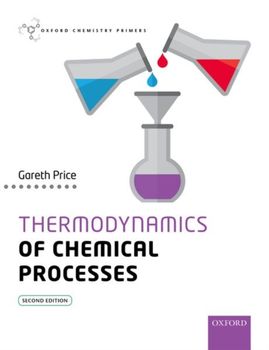 OXFORD CHEMISTRY PRIMERS
Gareth Price
THERMODYNAMICS
OF CHEMICAL
PROCESSES
SECOND EDITION
OXFORD